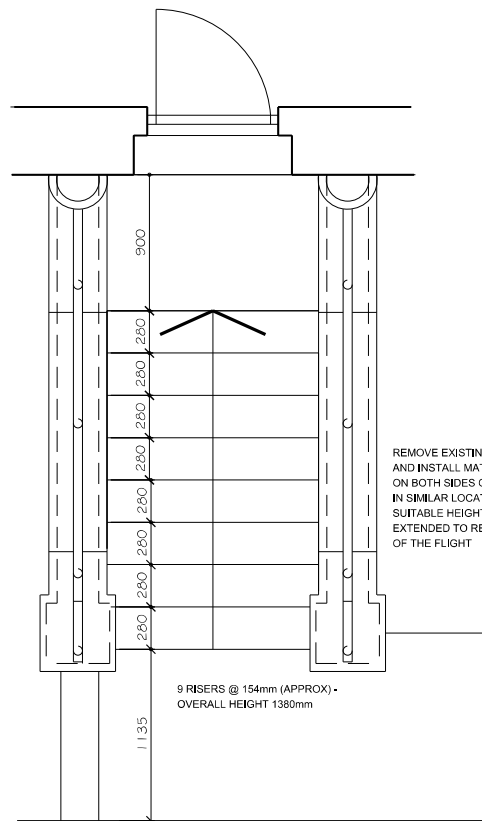 900
280
280
280
280
280
280
280
280
1135
REMOVE EXISTIN
AND INSTALL MAT
ON BOTH SIDES
IN SIMILAR LOCAT
SUITABLE HEIGHT
EXTENDED TO RE
OF THE FLIGHT
9 RISERS @ 154mm (APPROX) -
OVERALL HEIGHT 1380mm